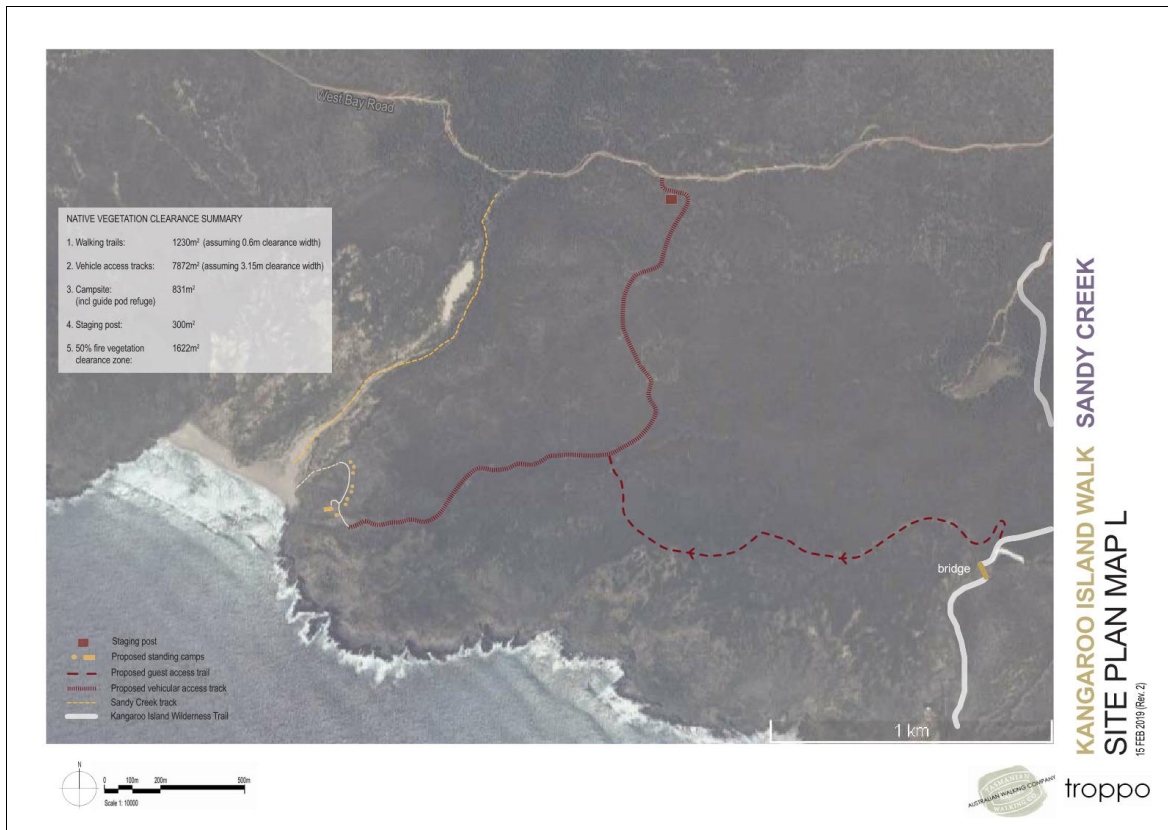 West Bay Road
NATIVE VEGETATION CLEARANCE SUMMARY
1. Walking trails: 1230m² (assuming 0.6m clearance width)
2. Vehicle access tracks: 7872m² (assuming 3.15m clearance width)
3. Campsite: 831m²
(incl guide pod refuge)
4. Staging post: 300m²
5. 50% fire vegetation 1622m²
clearance zone:
bridge
Staging post
Proposed standing camps
Proposed guest access trail
Proposed vehicular access track
Sandy Creek track
Kangaroo Island Wilderness Trail
1 km
KANGAROO ISLAND WALK SANDY CREEK
SITE PLAN MAP L
15 FEB 2019 (Rev. 2)
N
0 100m 200m 500m
Scale 1: 10000
TASMANIAN
AUSTRALIAN WALKING COMPANY
WALKING CO
troppo